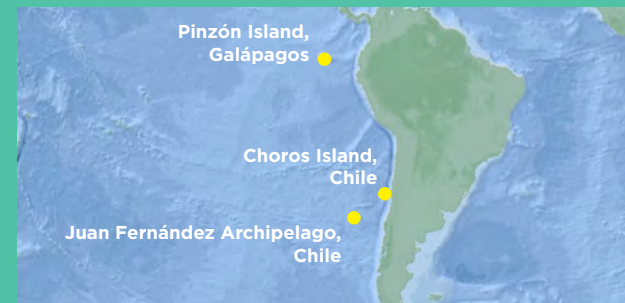 Pinzón Island,
Galápagos
Choros Island,
Chile
Juan Fernández Archipelago,
Chile